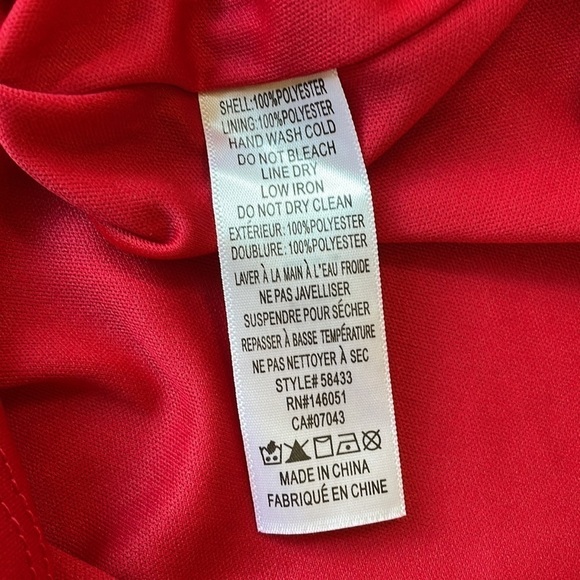 SHELL:100%POLYESTER
LINING:100%POLYESTER
HAND WASH COLD
DO NOT BLEACH
LINE DRY
LOW IRON
DO NOT DRY CLEAN
EXTÉRIEUR:100%POLYESTER
DOUBLURE:100%POLYESTER
LAVER À LA MAIN À L'EAU FROIDE
NE PAS JAVELLISER
SUSPENDRE POUR SÉCHER
REPASSER À BASSE TEMPÉRATURE
NE PAS NETTOYER À SEC
STYLE#58433
RN#146051
CA#07043
MADE IN CHINA
FABRIQUÉ EN CHINE